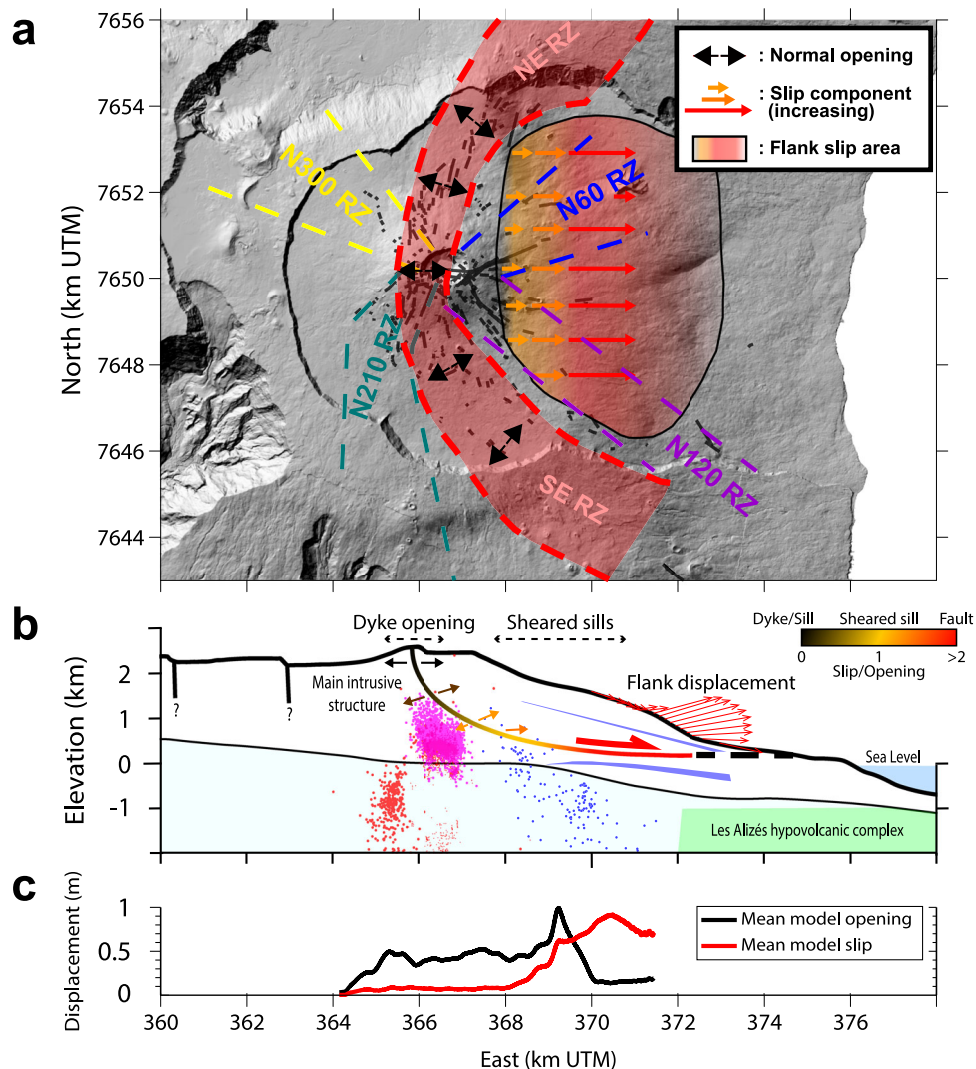 a
7656
7654
7652
7650
7648
7646
7644
North (km UTM)
NE RZ
N300 RZ
N60 RZ
N210 RZ
N120 RZ
SE RZ
: Normal opening
: Slip component
(increasing)
: Flank slip area
b
Dyke opening
Sheared sills
Dyke/Sill Sheared sill Fault
0 1 >2
Slip/Opening
Main intrusive
structure
Flank displacement
? ?
Elevation (km)
2
1
0
-1
Sea Level
Les Alizés hypovolcanic complex
c
Displacement (m)
1
0.5
0
Mean model opening
Mean model slip
360 362 364 366 368 370 372 374 376
East (km UTM)